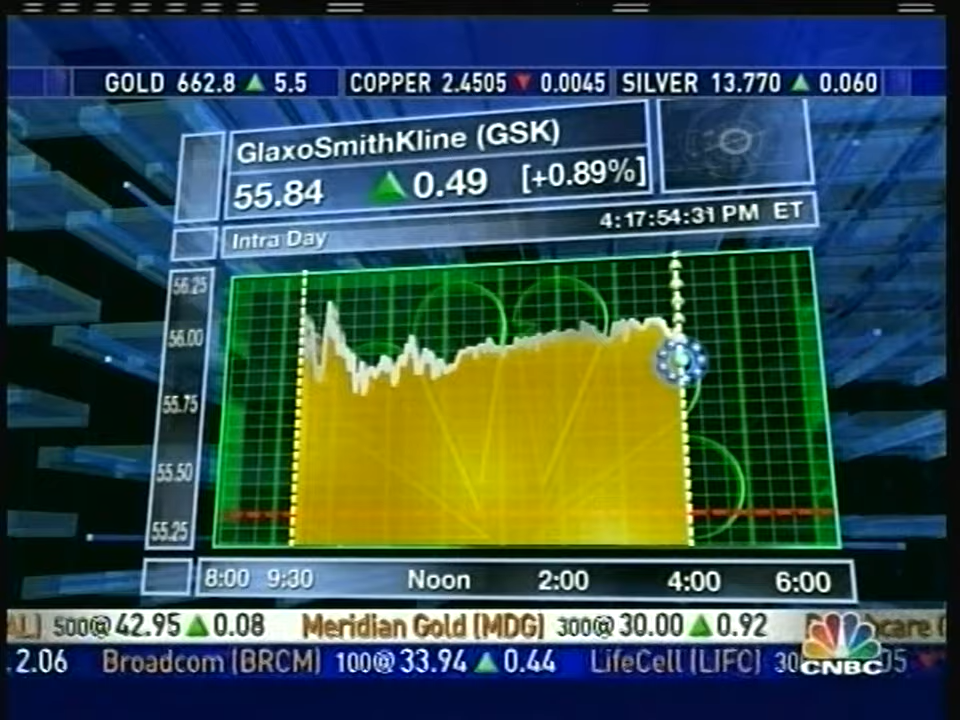 GOLD 662.8 ▲ 5.5 COPPER 2.4505 ▼ 0.0045 SILVER 13.770 ▲ 0.060
GlaxoSmithKline (GSK)
55.84 ▲ 0.49 [+0.89%]
4:17:54:31 PM ET
Intra Day
56.25
56.00
55.75
55.50
55.25
8:00 9:30 Noon 2:00 4:00 6:00
500@42.95 ▲ 0.08 Meridian Gold (MDG) 300@30.00 ▲ 0.92
2.06 Broadcom (BRCM) 100@33.94 ▲ 0.44 LifeCell (LIFC)
CNBC